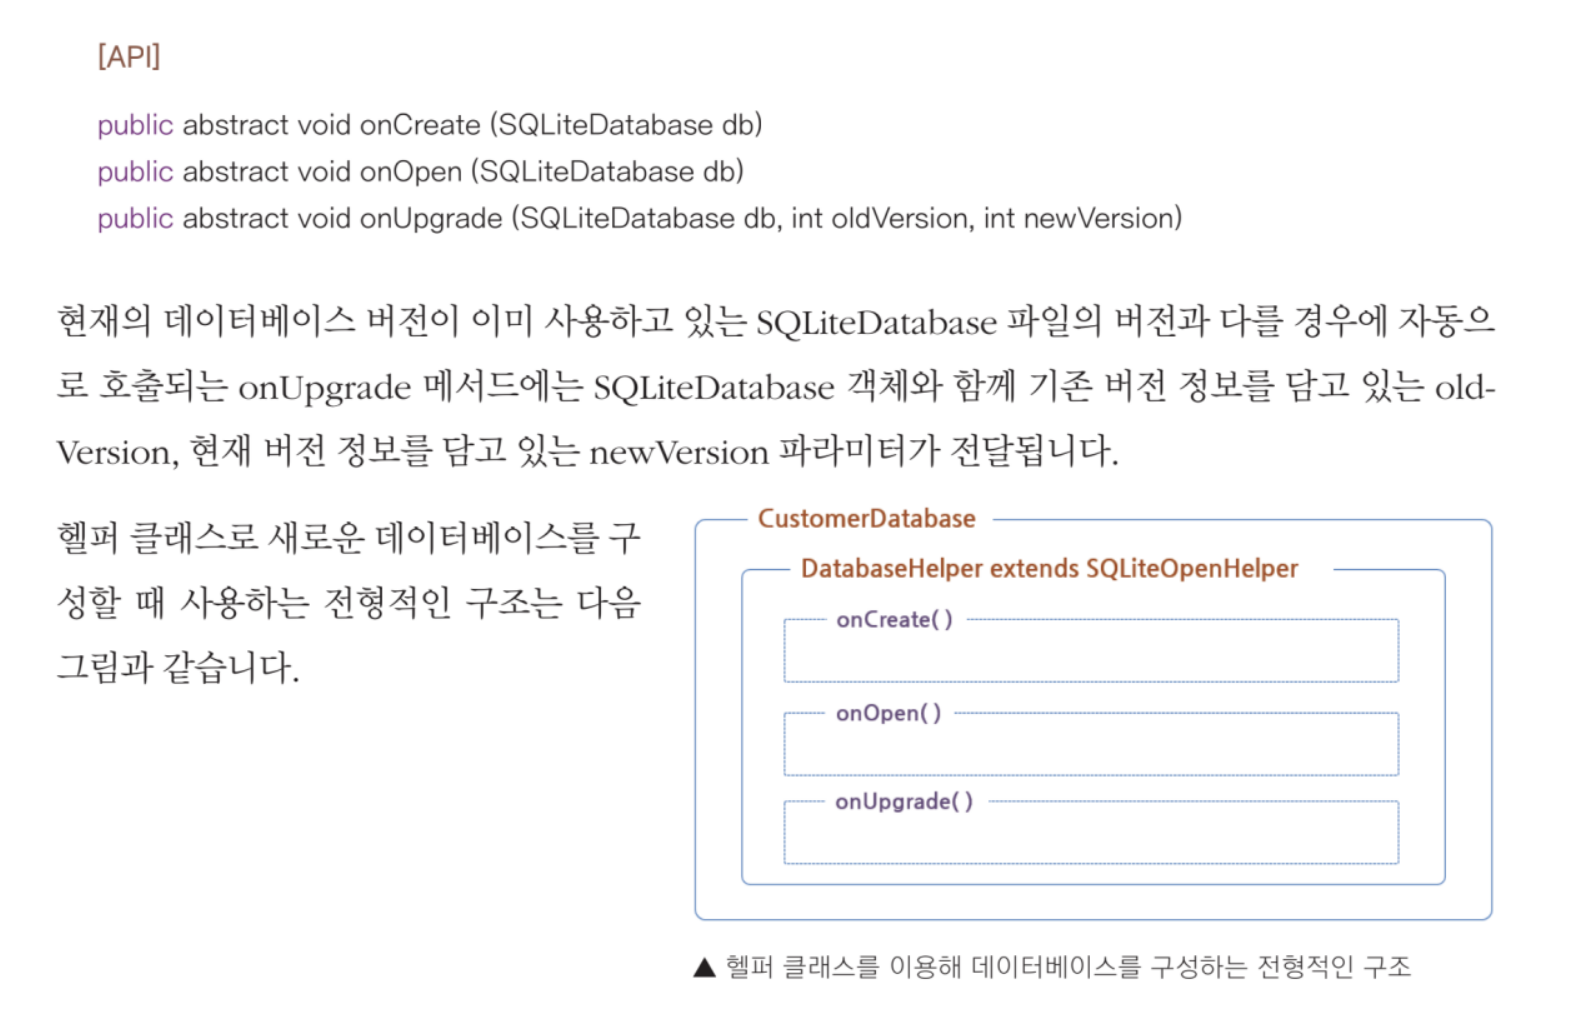 [API]
public abstract void onCreate (SQLiteDatabase db)
public abstract void onOpen (SQLiteDatabase db)
public abstract void onUpgrade (SQLiteDatabase db, int oldVersion, int newVersion)
현재의 데이터베이스 버전이 이미 사용하고 있는 SQLiteDatabase 파일의 버전과 다를 경우에 자동으
로 호출되는 onUpgrade 메서드에는 SQLiteDatabase 객체와 함께 기존 버전 정보를 담고 있는 old-
Version, 현재 버전 정보를 담고 있는 newVersion 파라미터가 전달됩니다.
헬퍼 클래스로 새로운 데이터베이스를 구
성할 때 사용하는 전형적인 구조는 다음
그림과 같습니다.
CustomerDatabase
DatabaseHelper extends SQLiteOpenHelper
onCreate( )
onOpen( )
onUpgrade( )
▲ 헬퍼 클래스를 이용해 데이터베이스를 구성하는 전형적인 구조